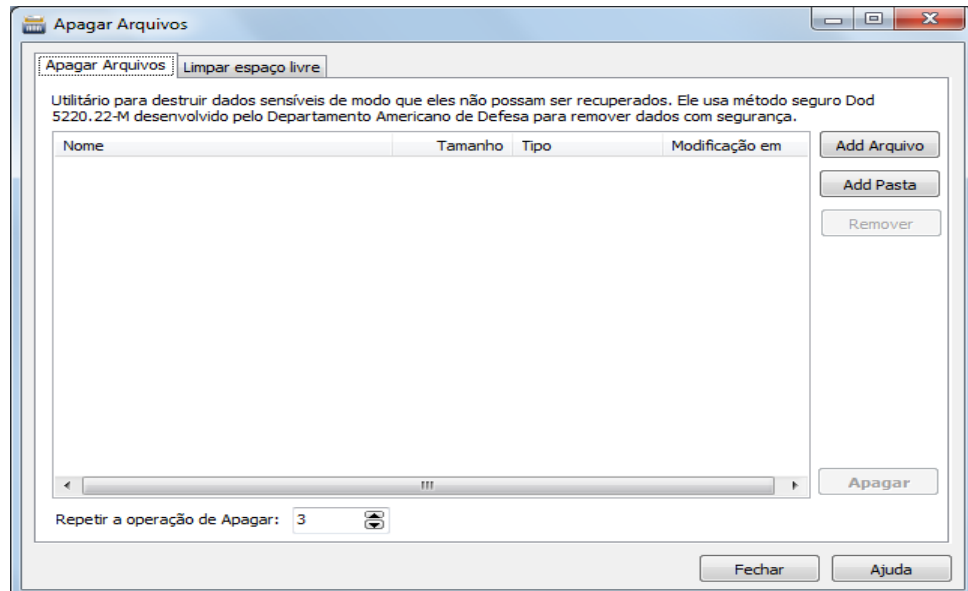 Apagar Arquivos
Apagar Arquivos Limpar espaço livre
Utilitário para destruir dados sensíveis de modo que eles não possam ser recuperados. Ele usa método seguro Dod
5220.22-M desenvolvido pelo Departamento Americano de Defesa para remover dados com segurança.
Nome Tamanho Tipo Modificação em
Add Arquivo
Add Pasta
Remover
Apagar
Repetir a operação de Apagar: 3
Fechar Ajuda